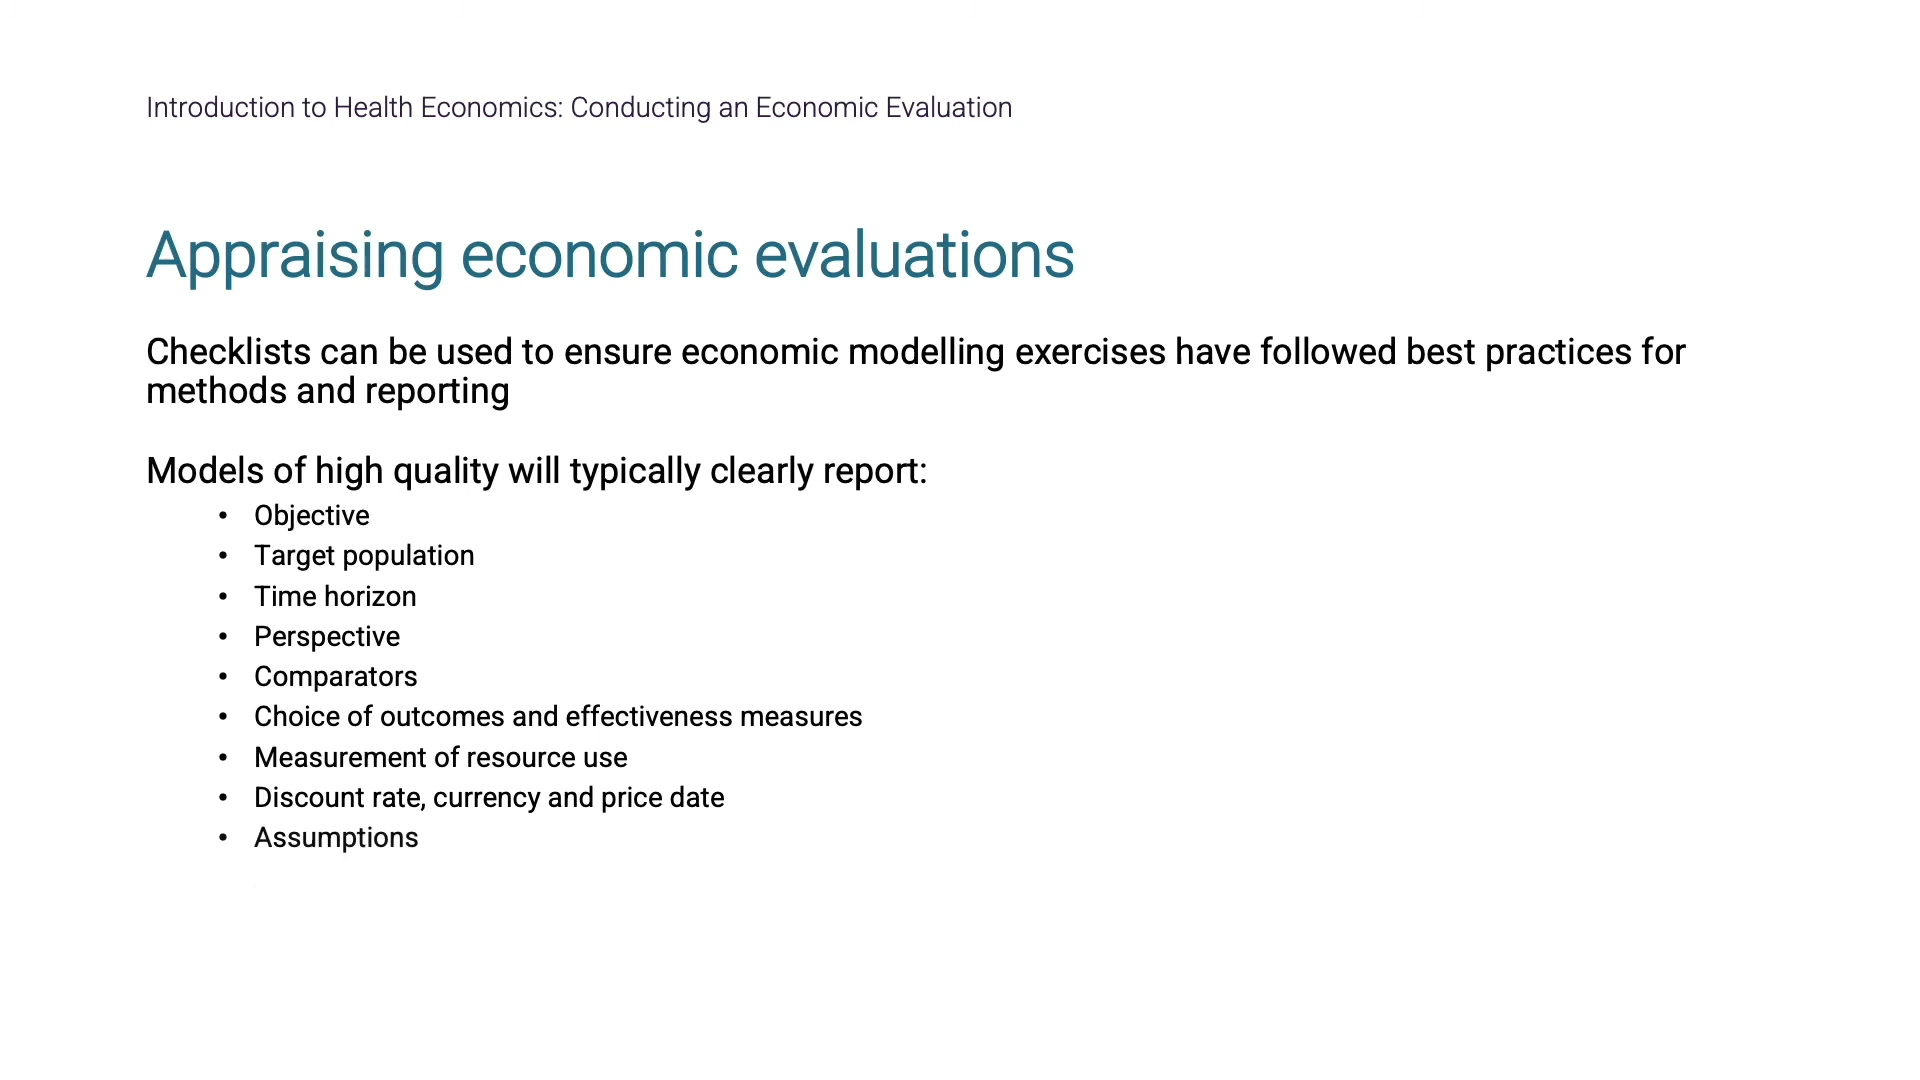 Introduction to Health Economics: Conducting an Economic Evaluation
Appraising economic evaluations
Checklists can be used to ensure economic modelling exercises have followed best practices for
methods and reporting
Models of high quality will typically clearly report:
• Objective
• Target population
• Time horizon
• Perspective
• Comparators
• Choice of outcomes and effectiveness measures
• Measurement of resource use
• Discount rate, currency and price date
• Assumptions